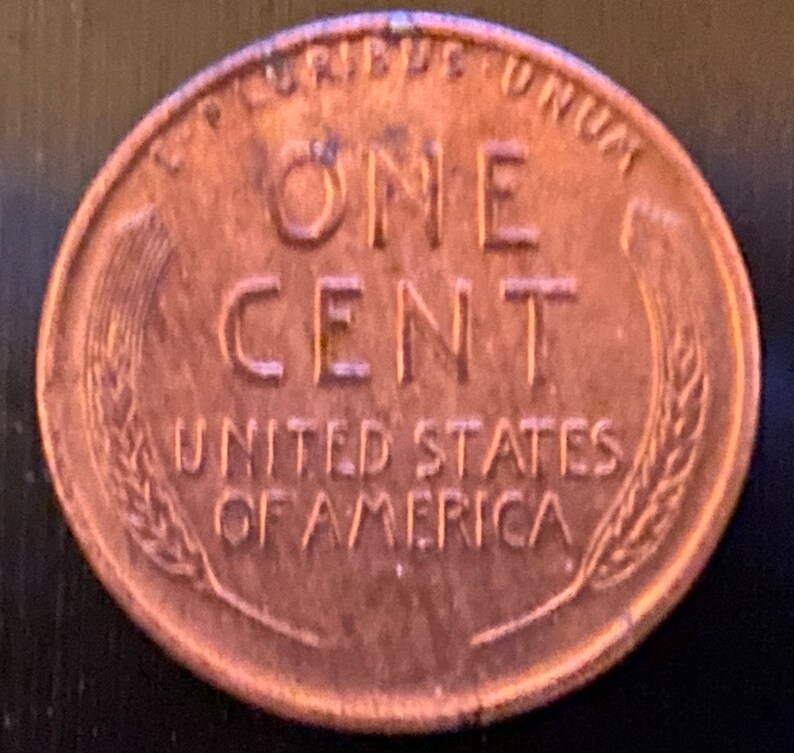 E PLURIBUS UNUM
ONE
CENT
UNITED STATES
OF AMERICA